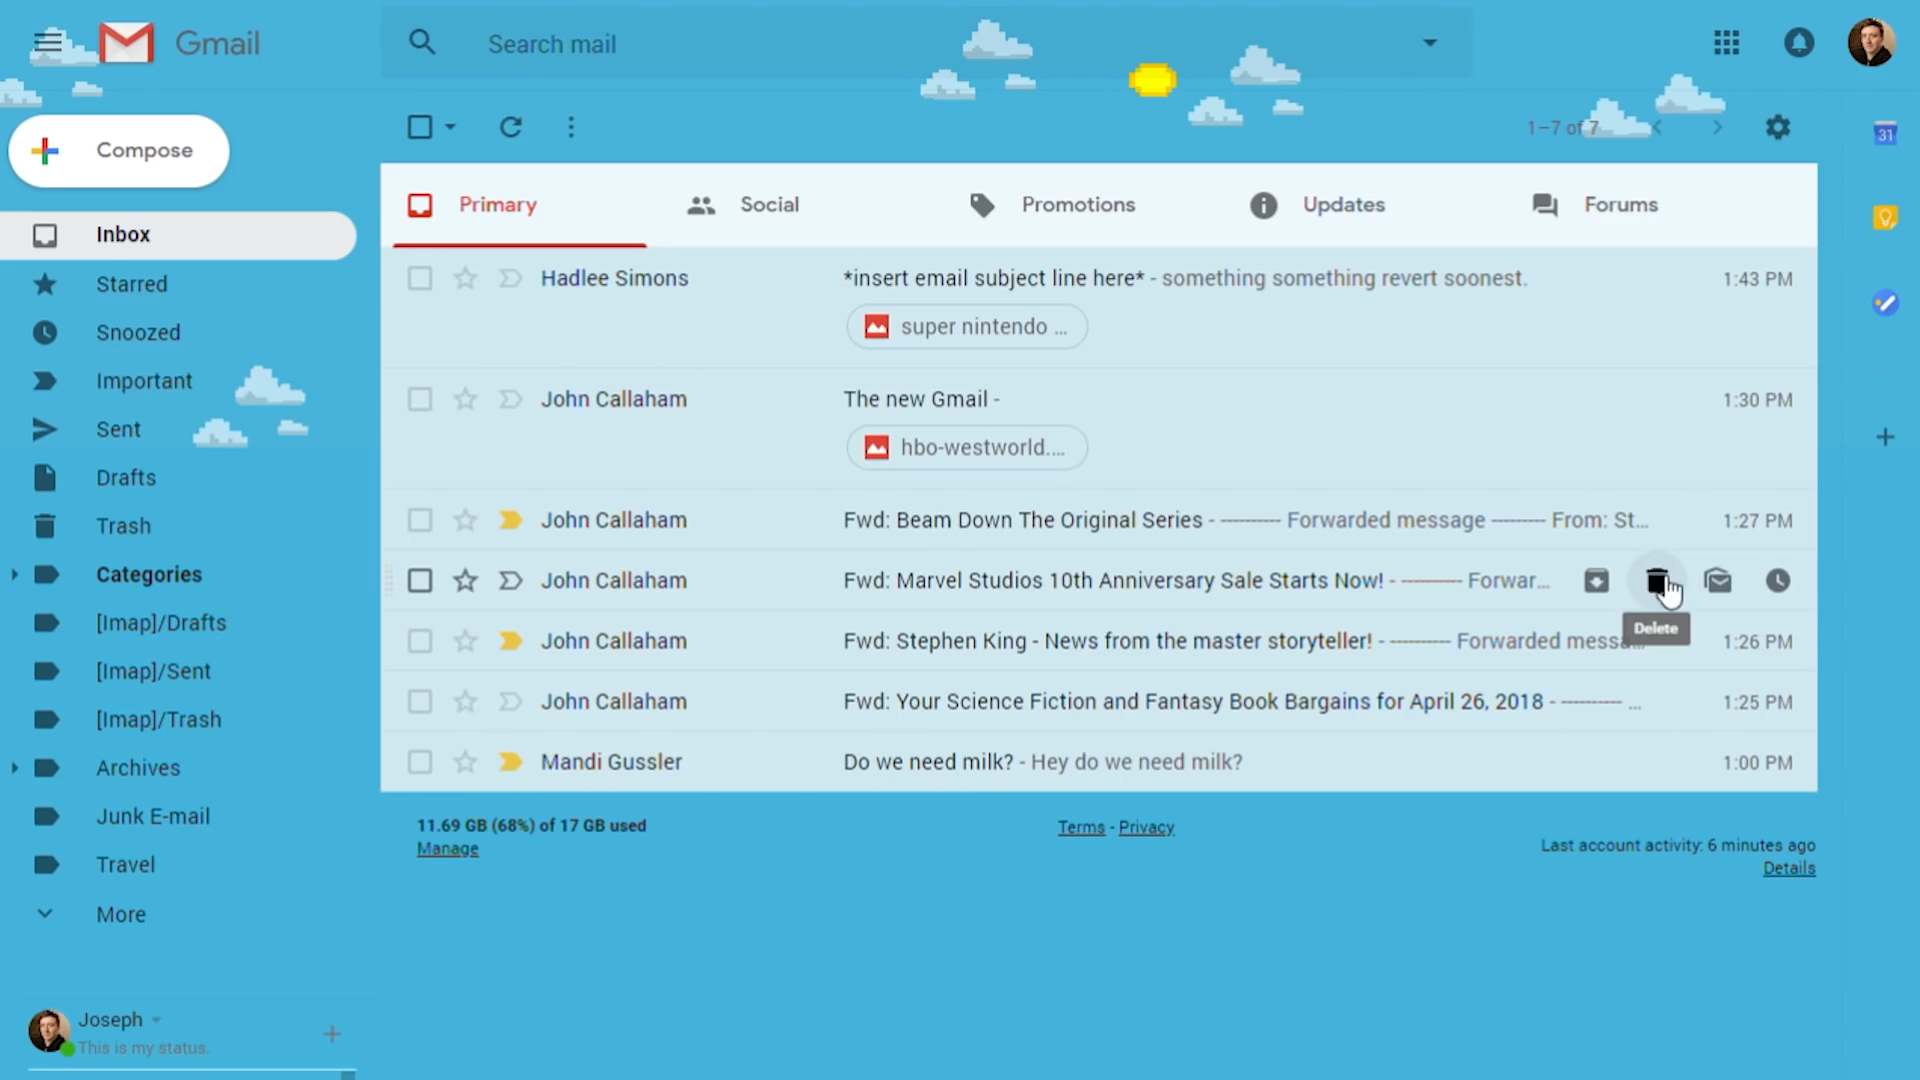 Gmail
Search mail
Compose
1–7 of 7
31
Inbox
Starred
Snoozed
Important
Sent
Drafts
Trash
Categories
[Imap]/Drafts
[Imap]/Sent
[Imap]/Trash
Archives
Junk E-mail
Travel
More
Joseph
This is my status.
Primary
Social
Promotions
Updates
Forums
Hadlee Simons *insert email subject line here* - something something revert soonest. 1:43 PM
super nintendo ...
John Callaham The new Gmail - 1:30 PM
hbo-westworld....
John Callaham Fwd: Beam Down The Original Series - ---------- Forwarded message ---------- From: St... 1:27 PM
John Callaham Fwd: Marvel Studios 10th Anniversary Sale Starts Now! - ---------- Forwar...
Delete
John Callaham Fwd: Stephen King - News from the master storyteller! - ---------- Forwarded messa... 1:26 PM
John Callaham Fwd: Your Science Fiction and Fantasy Book Bargains for April 26, 2018 - ---------- ... 1:25 PM
Mandi Gussler Do we need milk? - Hey do we need milk? 1:00 PM
11.69 GB (68%) of 17 GB used
Manage
Terms - Privacy
Last account activity: 6 minutes ago
Details